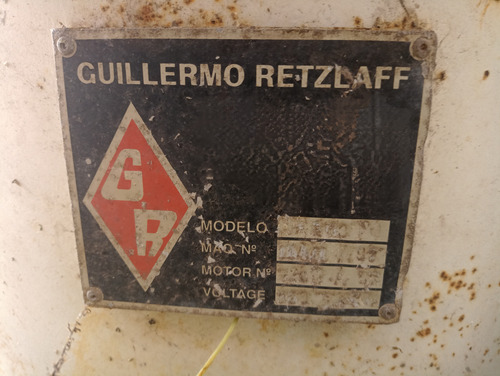 GUILLERMO RETZLAFF
GR
MODELO
MAQ. Nº
MOTOR Nº
VOLTAGE